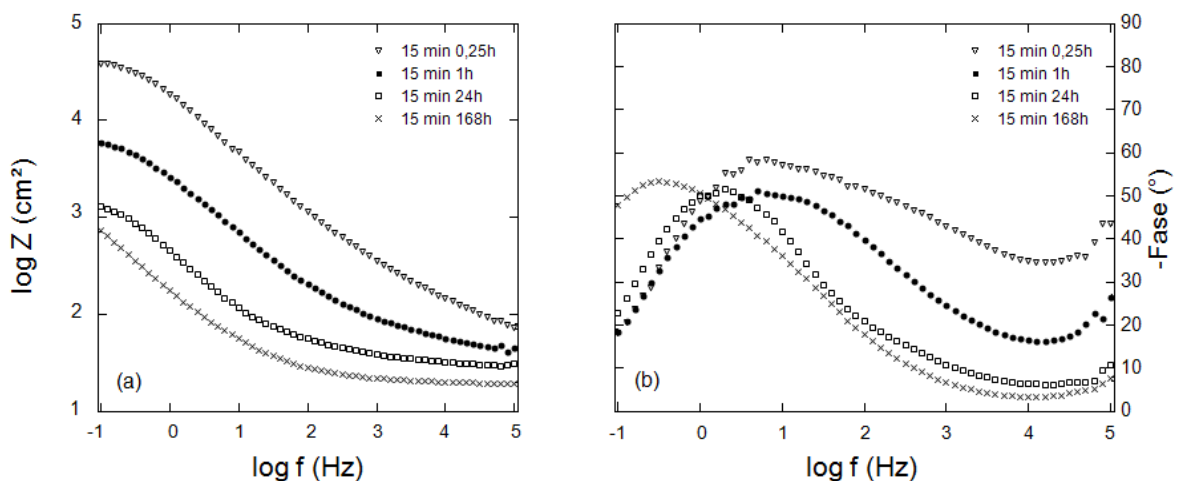 5
4
3
2
1
log Z (cm²)
▿ 15 min 0,25h
• 15 min 1h
□ 15 min 24h
× 15 min 168h
(a)
-1 0 1 2 3 4 5
log f (Hz)
▿ 15 min 0,25h
• 15 min 1h
□ 15 min 24h
× 15 min 168h
(b)
90
80
70
60
50
40
30
20
10
0
-Fase (°)
-1 0 1 2 3 4 5
log f (Hz)